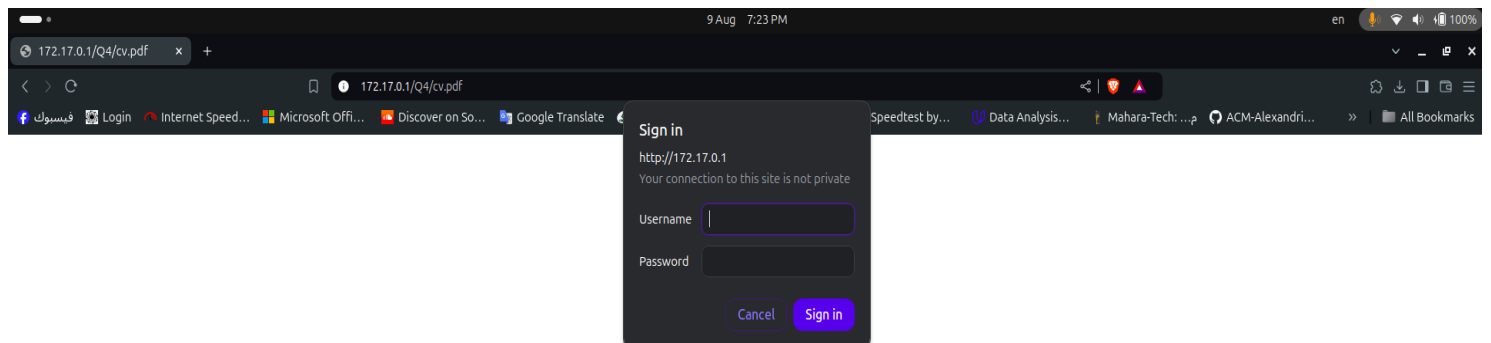 9 Aug 7:23 PM
en 100%
172.17.0.1/Q4/cv.pdf
172.17.0.1/Q4/cv.pdf
فيسبوك Login Internet Speed... Microsoft Offi... Discover on So... Google Translate Speedtest by... Data Analysis... Mahara-Tech: ...م ACM-Alexandri... » All Bookmarks
Sign in
http://172.17.0.1
Your connection to this site is not private
Username
Password
Cancel Sign in